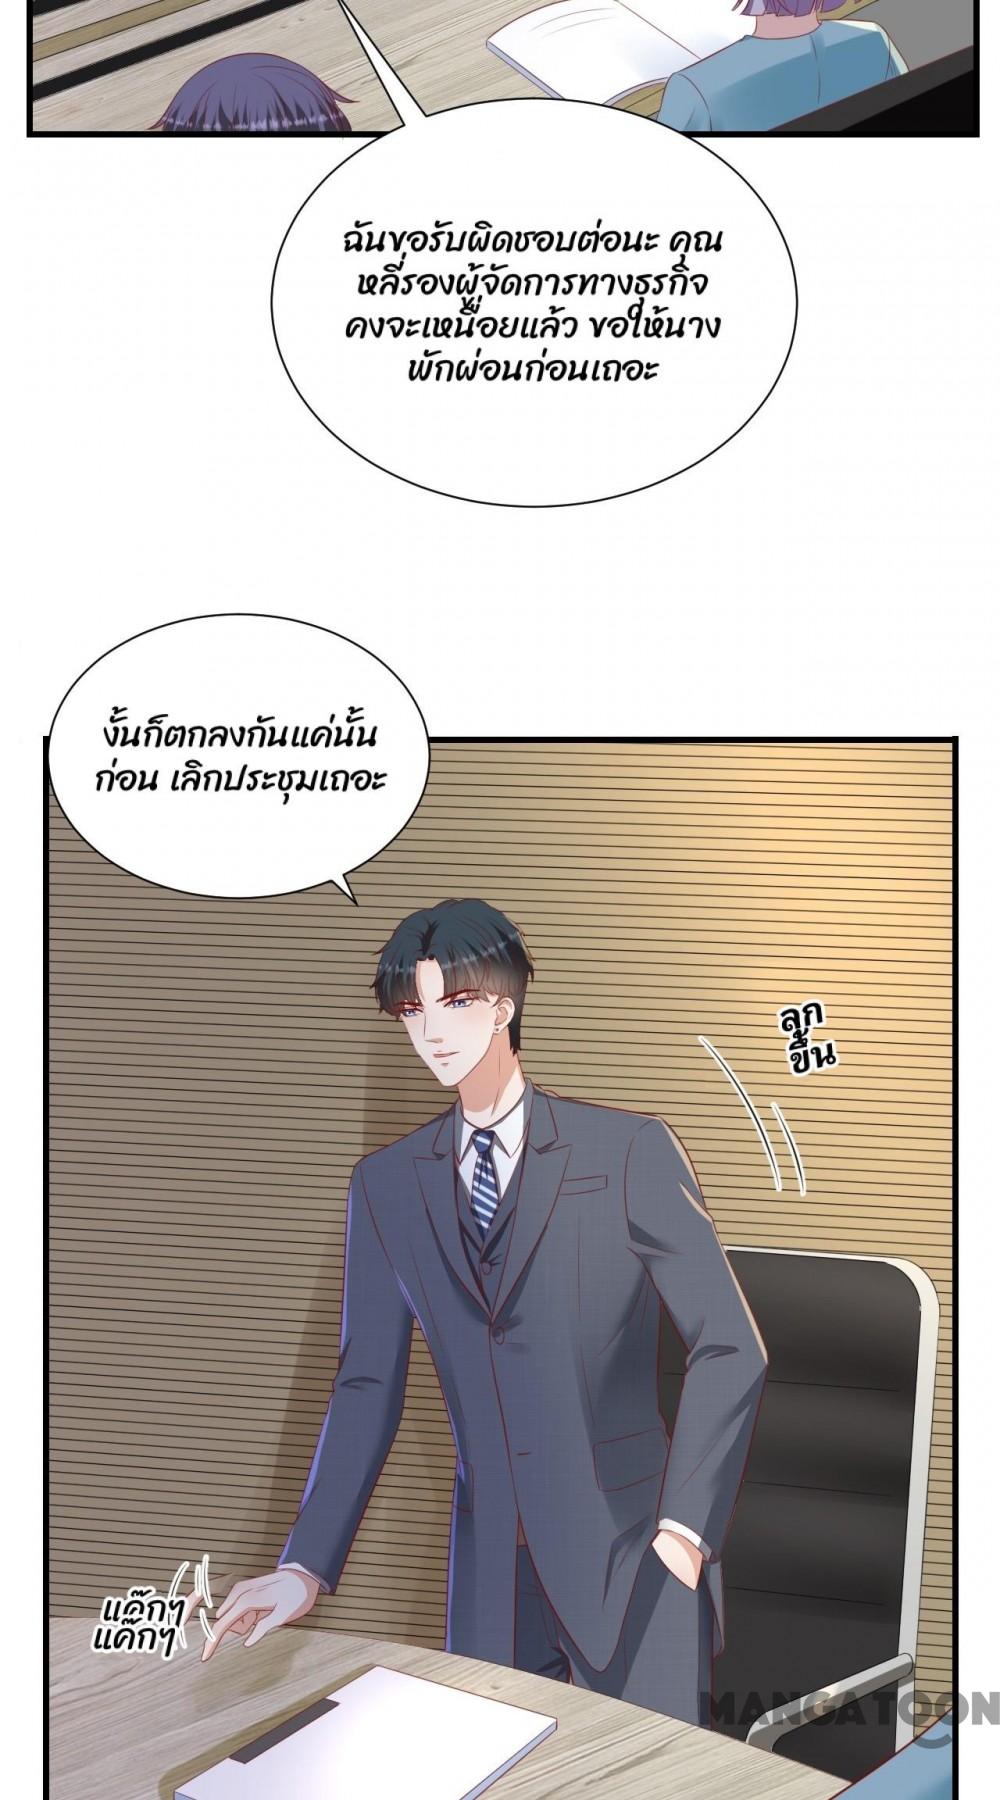 ฉันขอรับผิดชอบต่อนะ คุณ
หลี่รองผู้จัดการทางธุรกิจ
คงจะเหนื่อยแล้ว ขอให้นาง
พักผ่อนก่อนเถอะ
งั้นก็ตกลงกันแค่นั้น
ก่อน เลิกประชุมเถอะ
ลุก
ขึ้น
แค๊กๆ
แค๊กๆ
MANGATOON